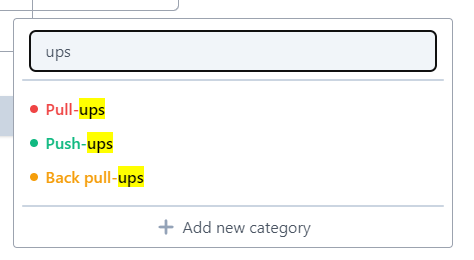 ups
Pull-ups
Push-ups
Back pull-ups
Add new category